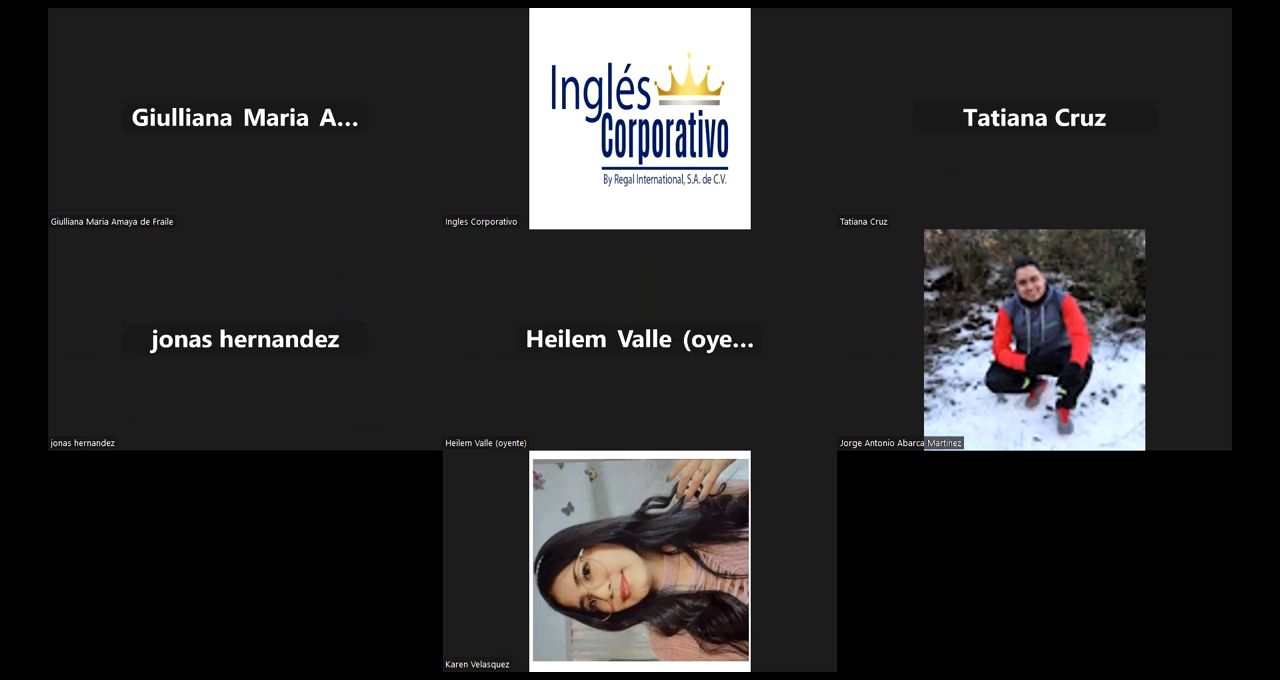 Giulliana Maria A...
Giulliana Maria Amaya de Fraile
Inglés
Corporativo
By Regal International, S.A. de C.V.
Ingles Corporativo
Tatiana Cruz
Tatiana Cruz
jonas hernandez
jonas hernandez
Heilem Valle (oye...
Heilem Valle (oyente)
Jorge Antonio Abarca Martinez
Karen Velasquez